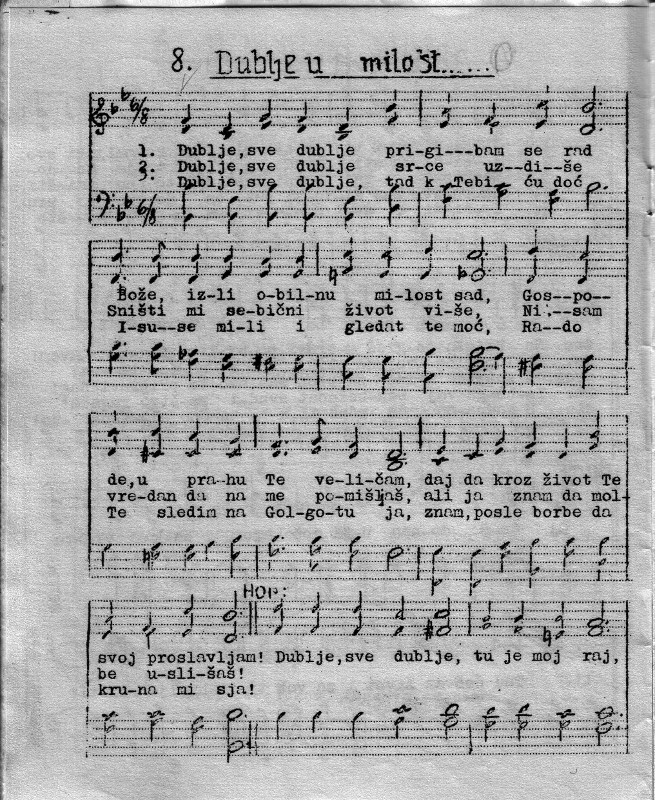 8. Dublje u milost......
6/8
1. Dublje,sve dublje pri-gi---bam se rad
2. Dublje,sve dublje sr-ce uz--di--še
3: Dublje,sve dublje, tad k Tebi ću doć
6/8
Bože, iz-li o-bil-nu mi-lost sad, Gos--po--
Sništi mi se-bični život vi-še, Ni--sam
I-su--se mi-li i gledat te moć, Ra--do
de,u pra-hu Te ve-li-čam, daj da kroz život Te
vre-dan da na me po-mišljaš, ali ja znam da mol-
Te sledim na Gol-go-tu ja, znam,posle borbe da
HOR:
svoj proslavljam! Dublje,sve dublje, tu je moj raj,
be u-sli-šaš!
kru-na mi sja!